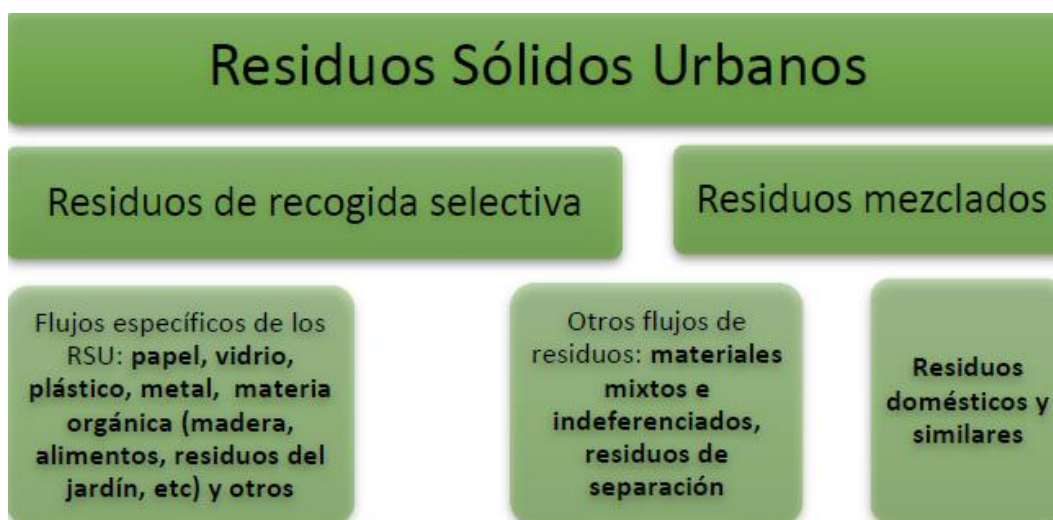 Residuos Sólidos Urbanos
Residuos de recogida selectiva
Residuos mezclados
Flujos específicos de los
RSU: papel, vidrio,
plástico, metal, materia
orgánica (madera,
alimentos, residuos del
jardín, etc) y otros
Otros flujos de
residuos: materiales
mixtos e
indeferenciados,
residuos de
separación
Residuos
domésticos y
similares